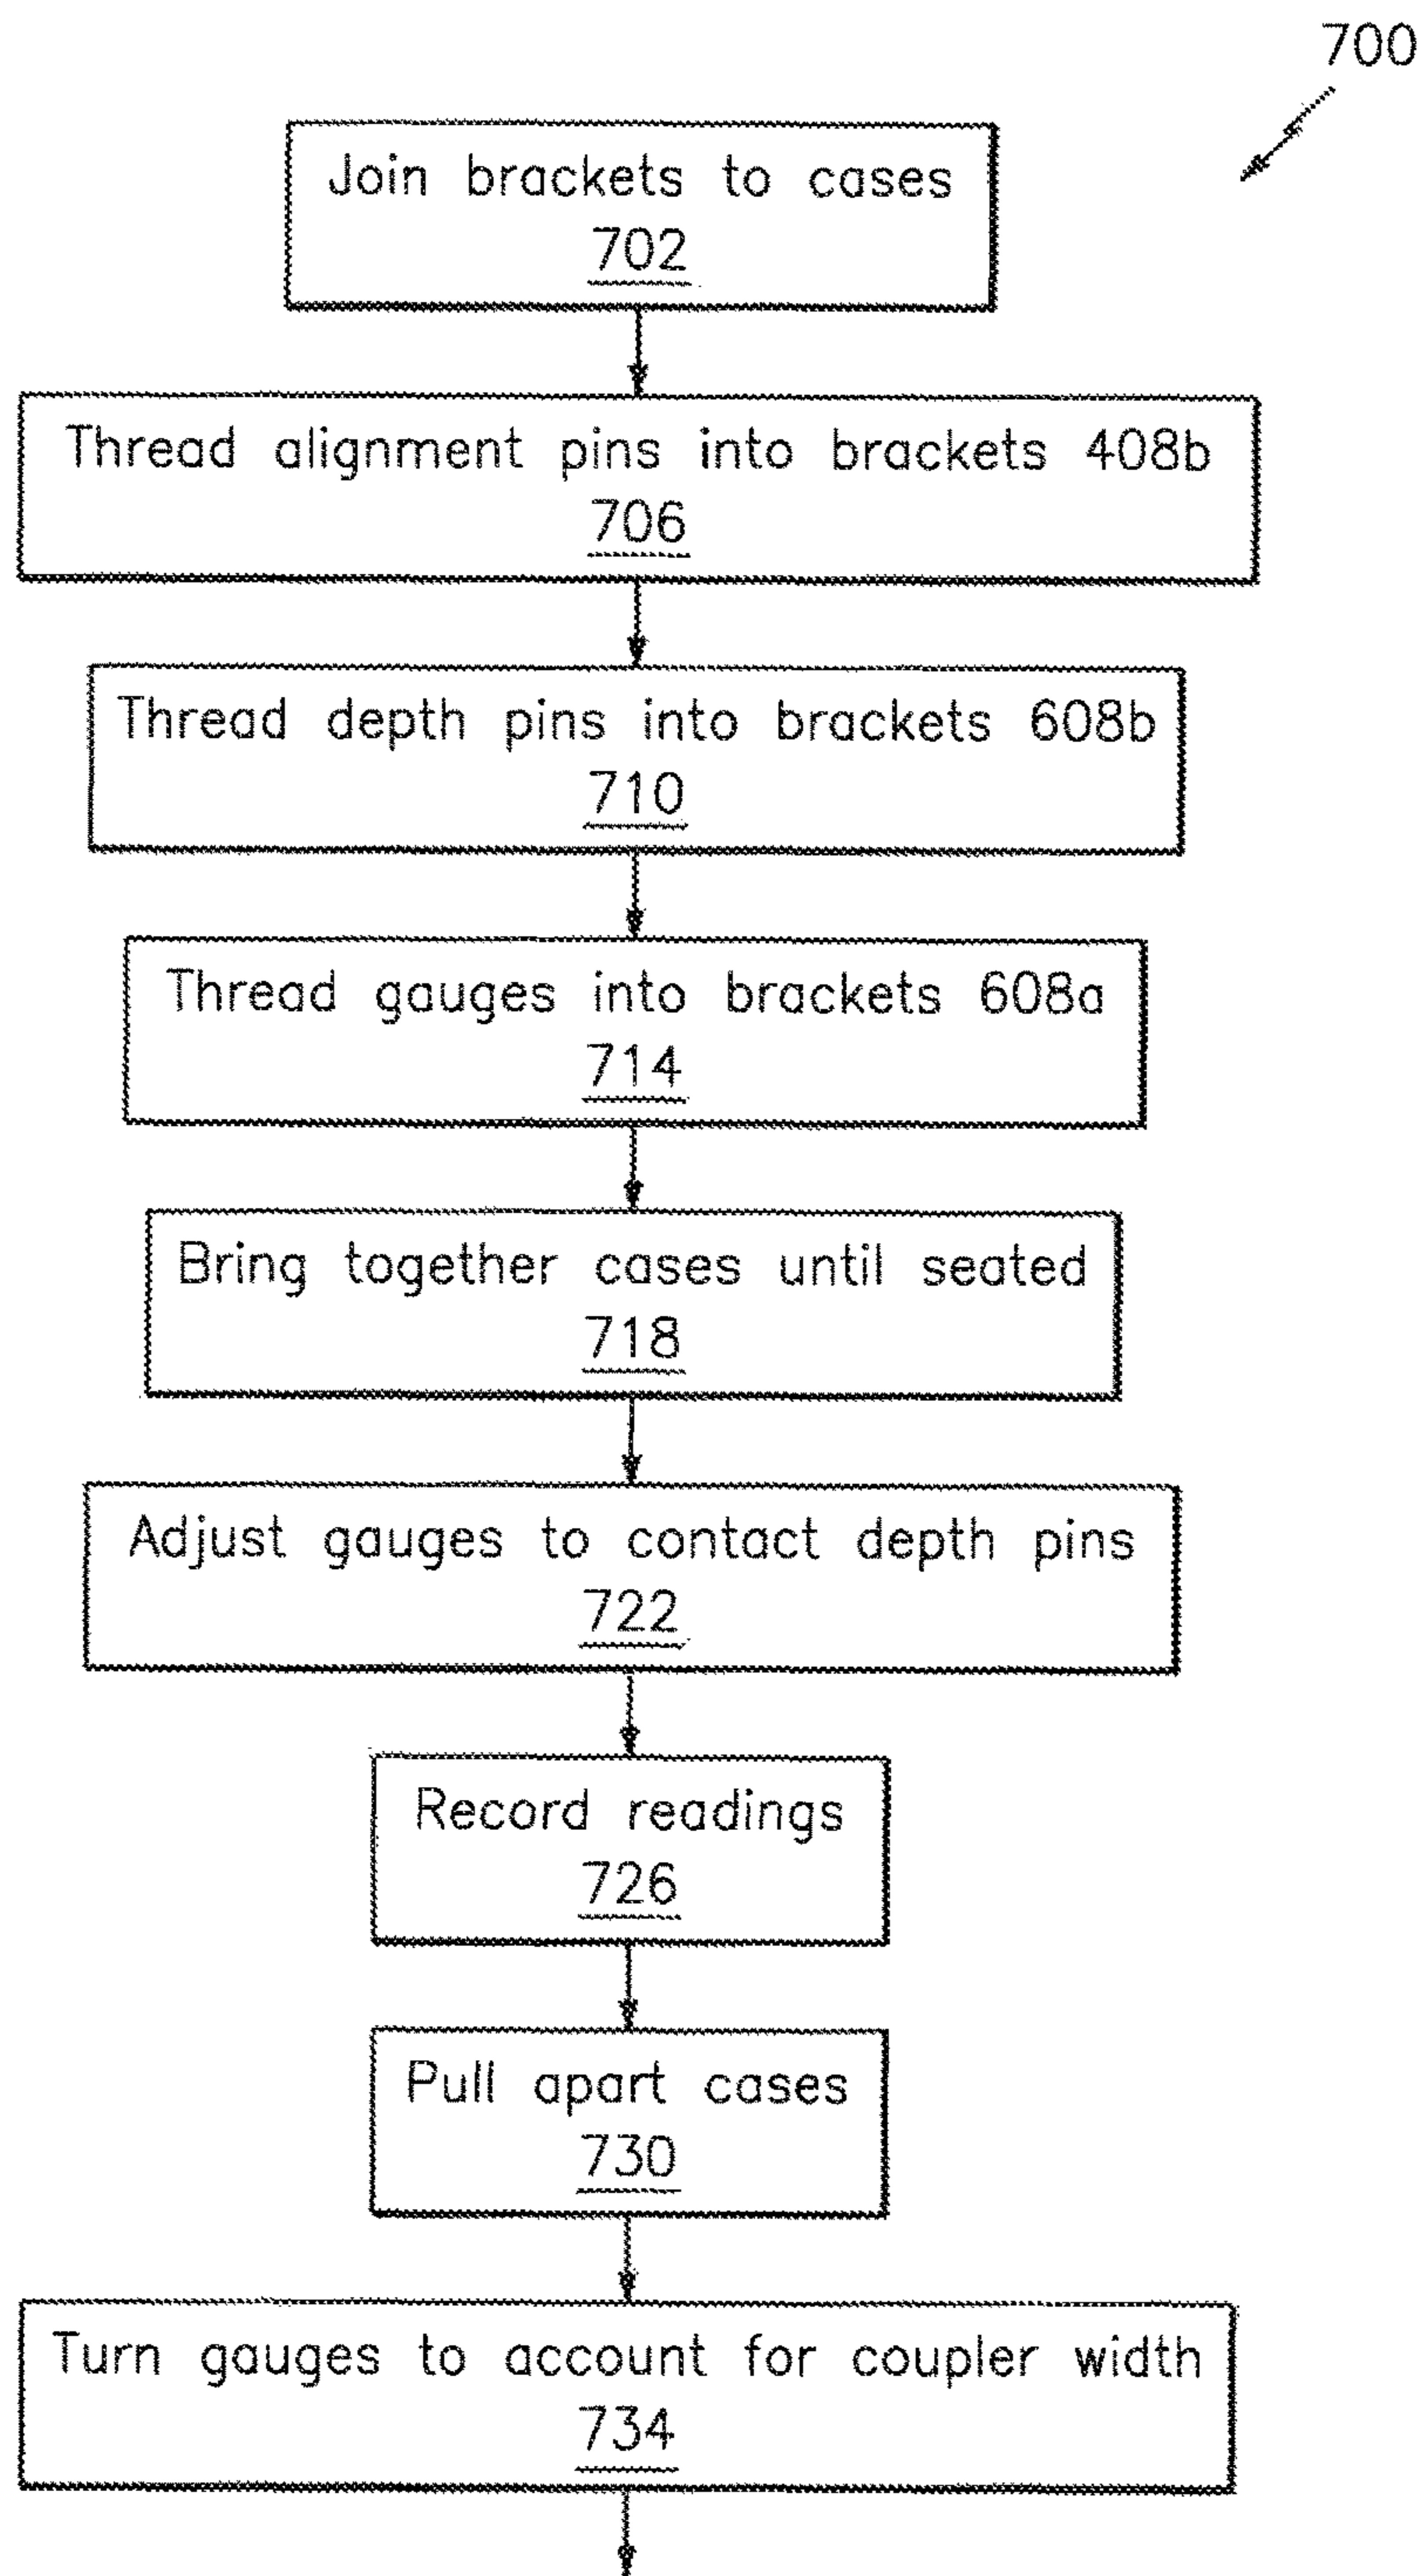 700
Join brackets to cases
702
Thread alignment pins into brackets 408b
706
Thread depth pins into brackets 608b
710
Thread gauges into brackets 608a
714
Bring together cases until seated
718
Adjust gauges to contact depth pins
722
Record readings
726
Pull apart cases
730
Turn gauges to account for coupler width
734